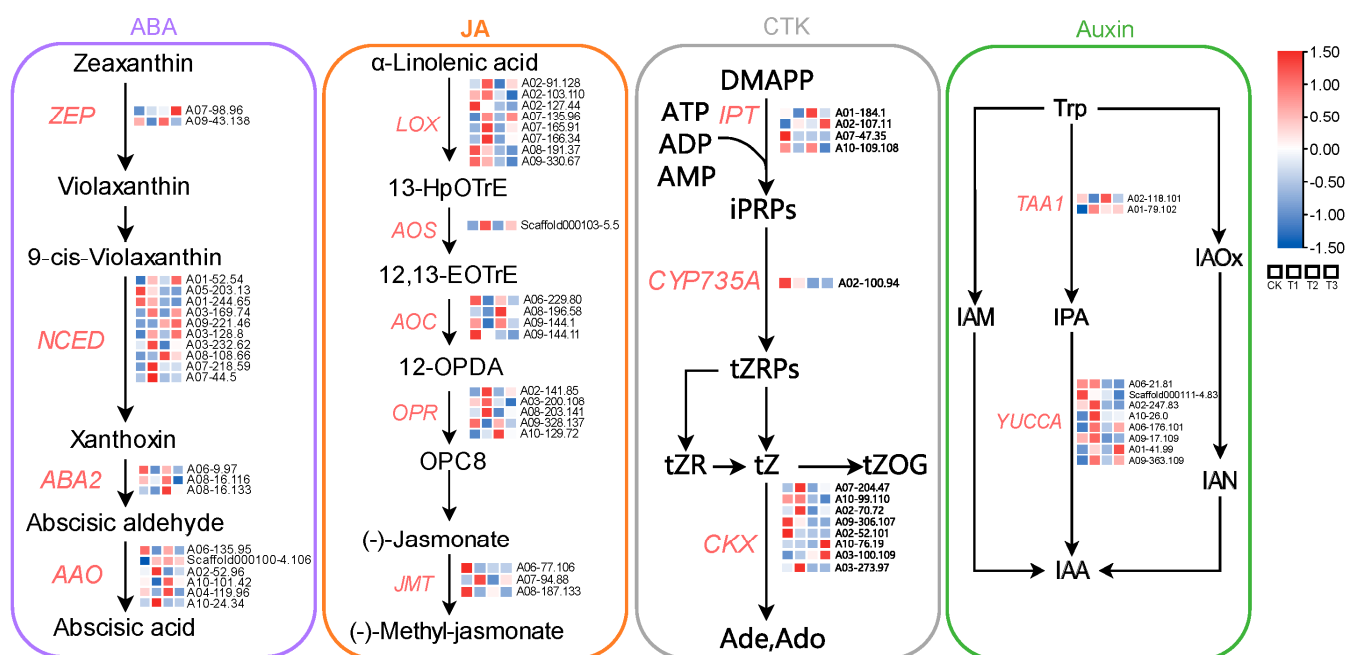 ABA
Zeaxanthin
ZEP
A07-98.96
A09-43.138
Violaxanthin
9-cis-Violaxanthin
NCED
A01-52.54
A05-203.13
A01-244.65
A03-169.74
A09-221.46
A03-128.8
A03-232.62
A08-108.66
A07-218.59
A07-44.5
Xanthoxin
ABA2
A06-9.97
A08-16.116
A08-16.133
Abscisic aldehyde
AAO
A06-135.95
Scaffold000100-4.106
A02-52.96
A10-101.42
A04-119.96
A10-24.34
Abscisic acid
JA
α-Linolenic acid
LOX
A02-91.128
A02-103.110
A02-127.44
A07-135.96
A07-165.91
A07-166.34
A08-191.37
A09-330.67
13-HpOTrE
AOS
Scaffold000103-5.5
12,13-EOTrE
AOC
A06-229.80
A08-196.58
A09-144.1
A09-144.11
12-OPDA
OPR
A02-141.85
A03-200.108
A08-203.141
A09-328.137
A10-129.72
OPC8
(-)-Jasmonate
JMT
A06-77.106
A07-94.88
A08-187.133
(-)-Methyl-jasmonate
CTK
DMAPP
ATP
ADP
AMP
IPT
A01-184.1
A02-107.11
A07-47.35
A10-109.108
iPRPs
CYP735A
A02-100.94
tZRPs
tZR
tZ
tZOG
CKX
A07-204.47
A10-99.110
A02-70.72
A09-306.107
A02-52.101
A10-76.19
A03-100.109
A03-273.97
Ade,Ado
Auxin
Trp
TAA1
A02-118.101
A01-79.102
IAOx
IAM
IPA
YUCCA
A06-21.81
Scaffold000111-4.83
A02-247.83
A10-26.0
A06-176.101
A09-17.109
A01-41.99
A09-363.109
IAN
IAA
1.50
1.00
0.50
0.00
-0.50
-1.00
-1.50
CK T1 T2 T3